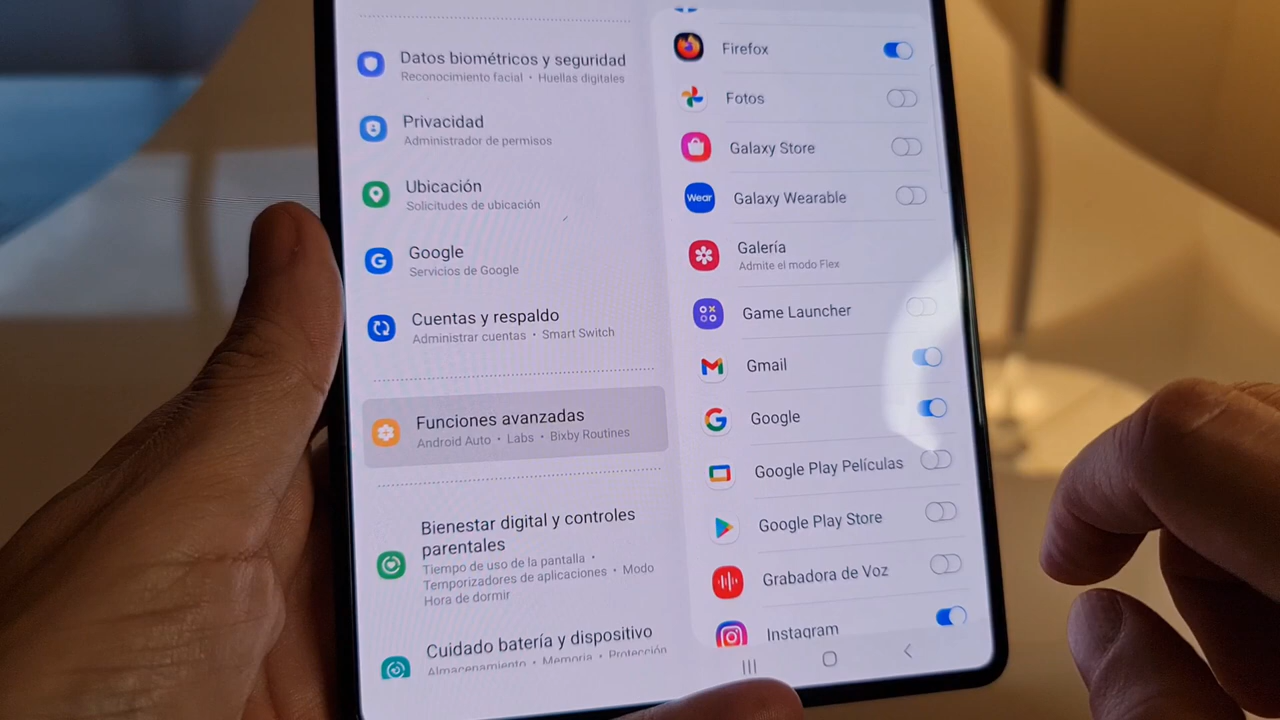 Datos biométricos y seguridad
Reconocimiento facial • Huellas digitales
Privacidad
Administrador de permisos
Ubicación
Solicitudes de ubicación
Google
Servicios de Google
Cuentas y respaldo
Administrar cuentas • Smart Switch
Funciones avanzadas
Android Auto • Labs • Bixby Routines
Bienestar digital y controles
parentales
Tiempo de uso de la pantalla •
Temporizadores de aplicaciones • Modo
Hora de dormir
Cuidado batería y dispositivo
Almacenamiento • Memoria • Protección
Firefox
Fotos
Galaxy Store
Wear
Galaxy Wearable
Galería
Admite el modo Flex
Game Launcher
Gmail
Google
Google Play Películas
Google Play Store
Grabadora de Voz
Instagram